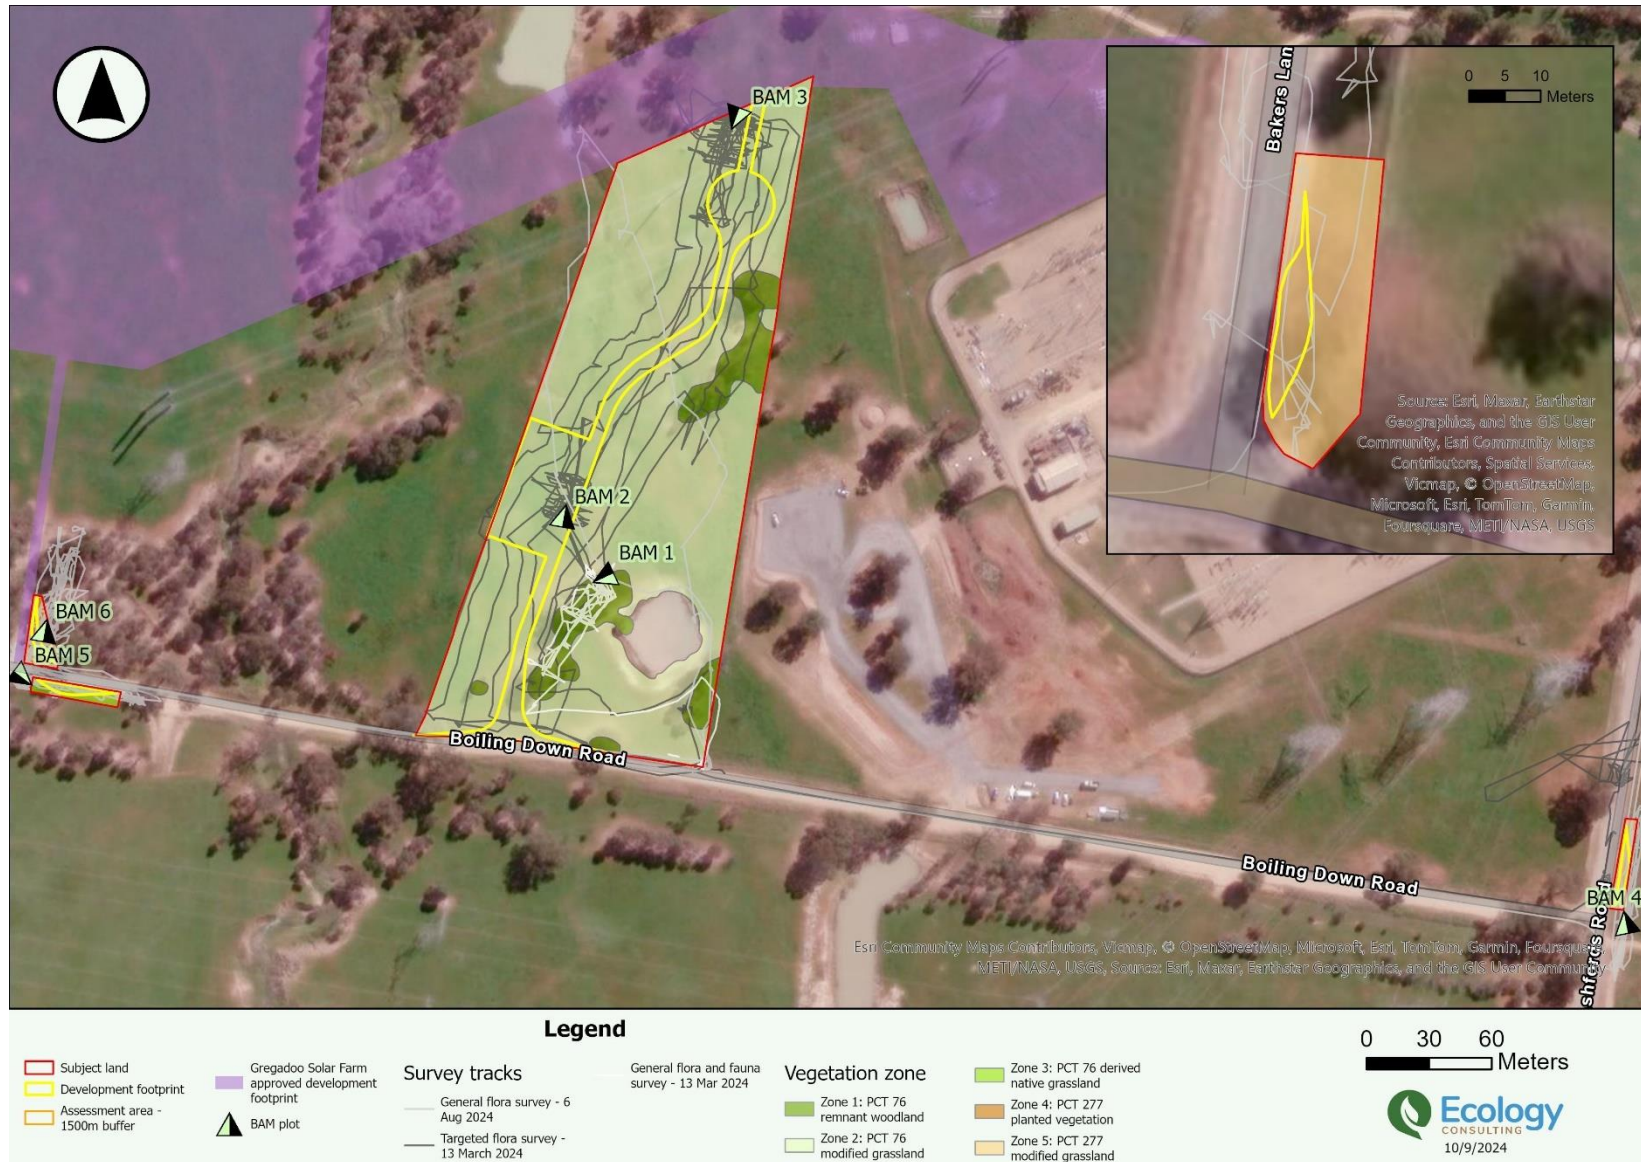 BAM 3
Bakers Lan
0 5 10
Meters
Source: Esri, Maxar, Earthstar
Geographics, and the GIS User
Community, Esri Community Maps
Contributors, Spatial Services,
Vicmap, © OpenStreetMap,
Microsoft, Esri, TomTom, Garmin,
Foursquare, METI/NASA, USGS
BAM 2
BAM 1
BAM 6
BAM 5
Boiling Down Road
Boiling Down Road
BAM 4
shfords Road
Esri Community Maps Contributors, Vicmap, © OpenStreetMap, Microsoft, Esri, TomTom, Garmin, Foursquare,
METI/NASA, USGS, Source: Esri, Maxar, Earthstar Geographics, and the GIS User Community
Legend
Subject land
Development footprint
Assessment area -
1500m buffer
Gregadoo Solar Farm
approved development
footprint
BAM plot
Survey tracks
General flora survey - 6
Aug 2024
Targeted flora survey -
13 March 2024
General flora and fauna
survey - 13 Mar 2024
Vegetation zone
Zone 1: PCT 76
remnant woodland
Zone 2: PCT 76
modified grassland
Zone 3: PCT 76 derived
native grassland
Zone 4: PCT 277
planted vegetation
Zone 5: PCT 277
modified grassland
0 30 60
Meters
Ecology
CONSULTING
10/9/2024